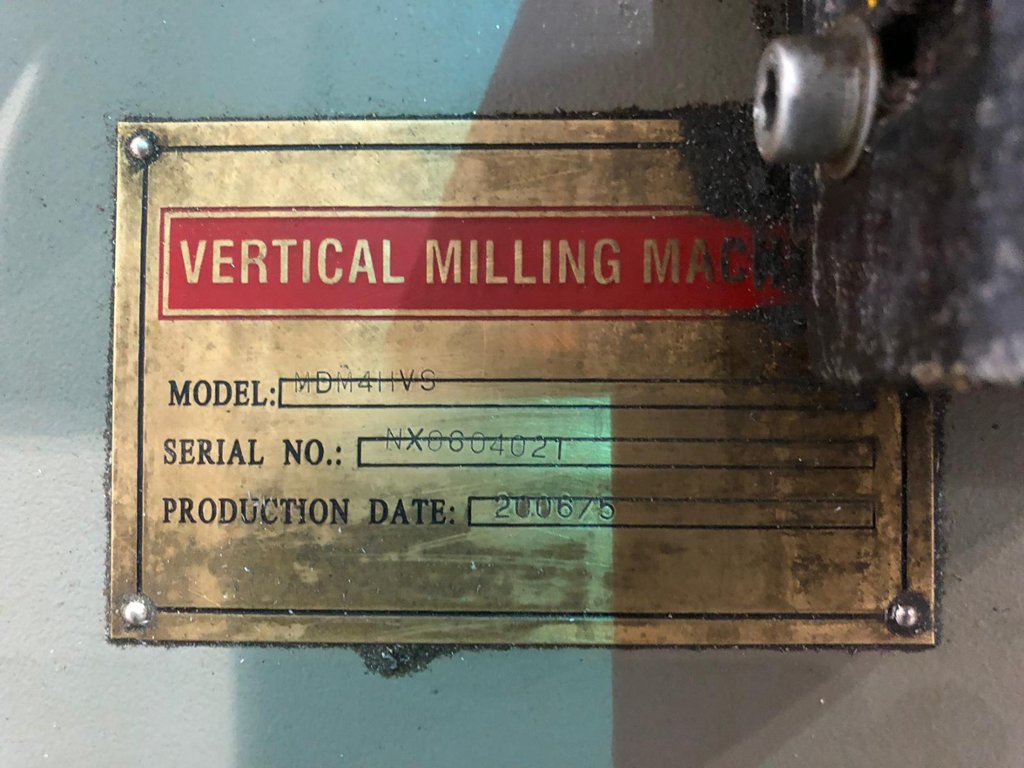 VERTICAL MILLING MACH
MODEL: MDM4HVS
SERIAL NO.: NX0604021
PRODUCTION DATE: 2006/5